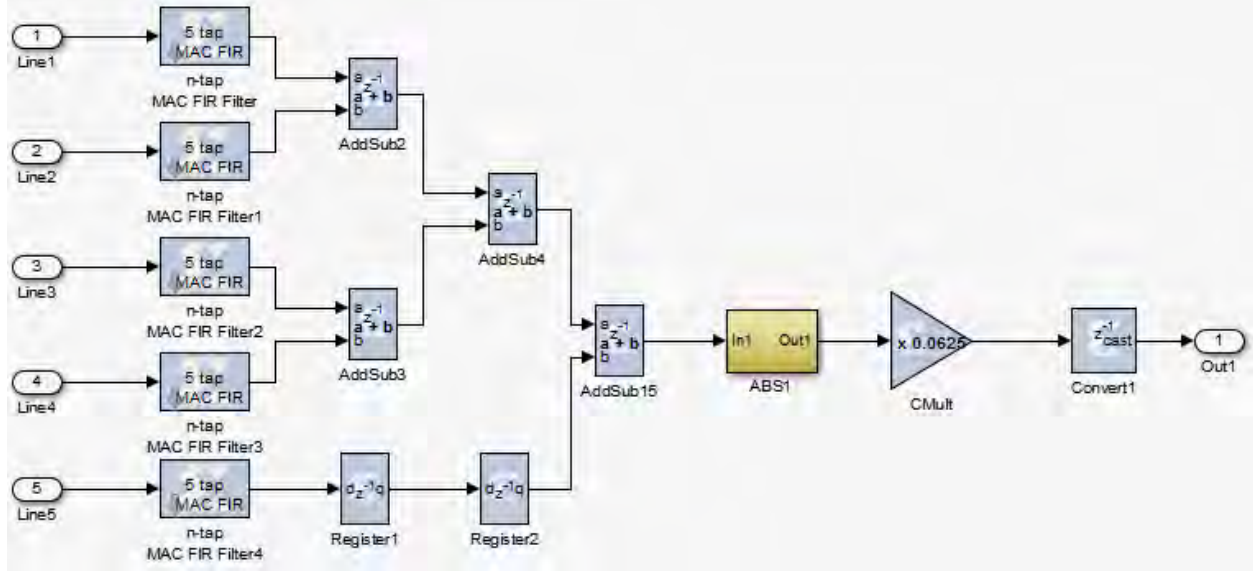 1
Line1
5 tap
MAC FIR
n-tap
MAC FIR Filter
2
Line2
5 tap
MAC FIR
n-tap
MAC FIR Filter1
a
z-1
a + b
b
AddSub2
3
Line3
5 tap
MAC FIR
n-tap
MAC FIR Filter2
4
Line4
5 tap
MAC FIR
n-tap
MAC FIR Filter3
a
z-1
a + b
b
AddSub3
a
z-1
a + b
b
AddSub4
5
Line5
5 tap
MAC FIR
n-tap
MAC FIR Filter4
d z-1 q
Register1
d z-1 q
Register2
a
z-1
a + b
b
AddSub15
In1 Out1
ABS1
x 0.0625
CMult
z-1
cast
Convert1
1
Out1